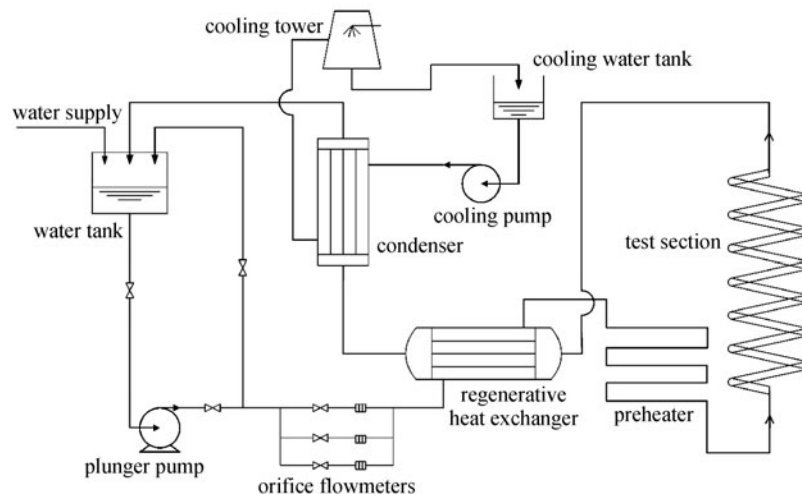 cooling tower
cooling water tank
water supply
cooling pump
water tank
condenser
test section
regenerative
heat exchanger
preheater
plunger pump
orifice flowmeters